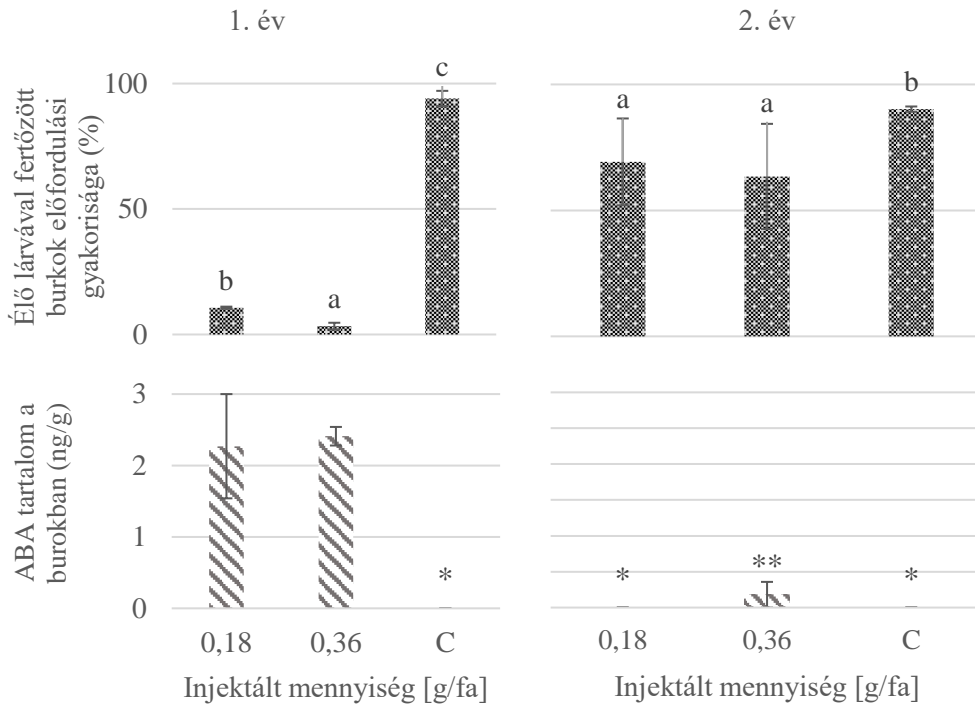 1. év
2. év
Élő lárvával fertőzött
burkok előfordulási
gyakorisága (%)
100
50
0
b
a
c
a
a
b
ABA tartalom a
burokban (ng/g)
3
2
1
0
*
*
**
*
0,18
0,36
C
0,18
0,36
C
Injektált mennyiség [g/fa]
Injektált mennyiség [g/fa]